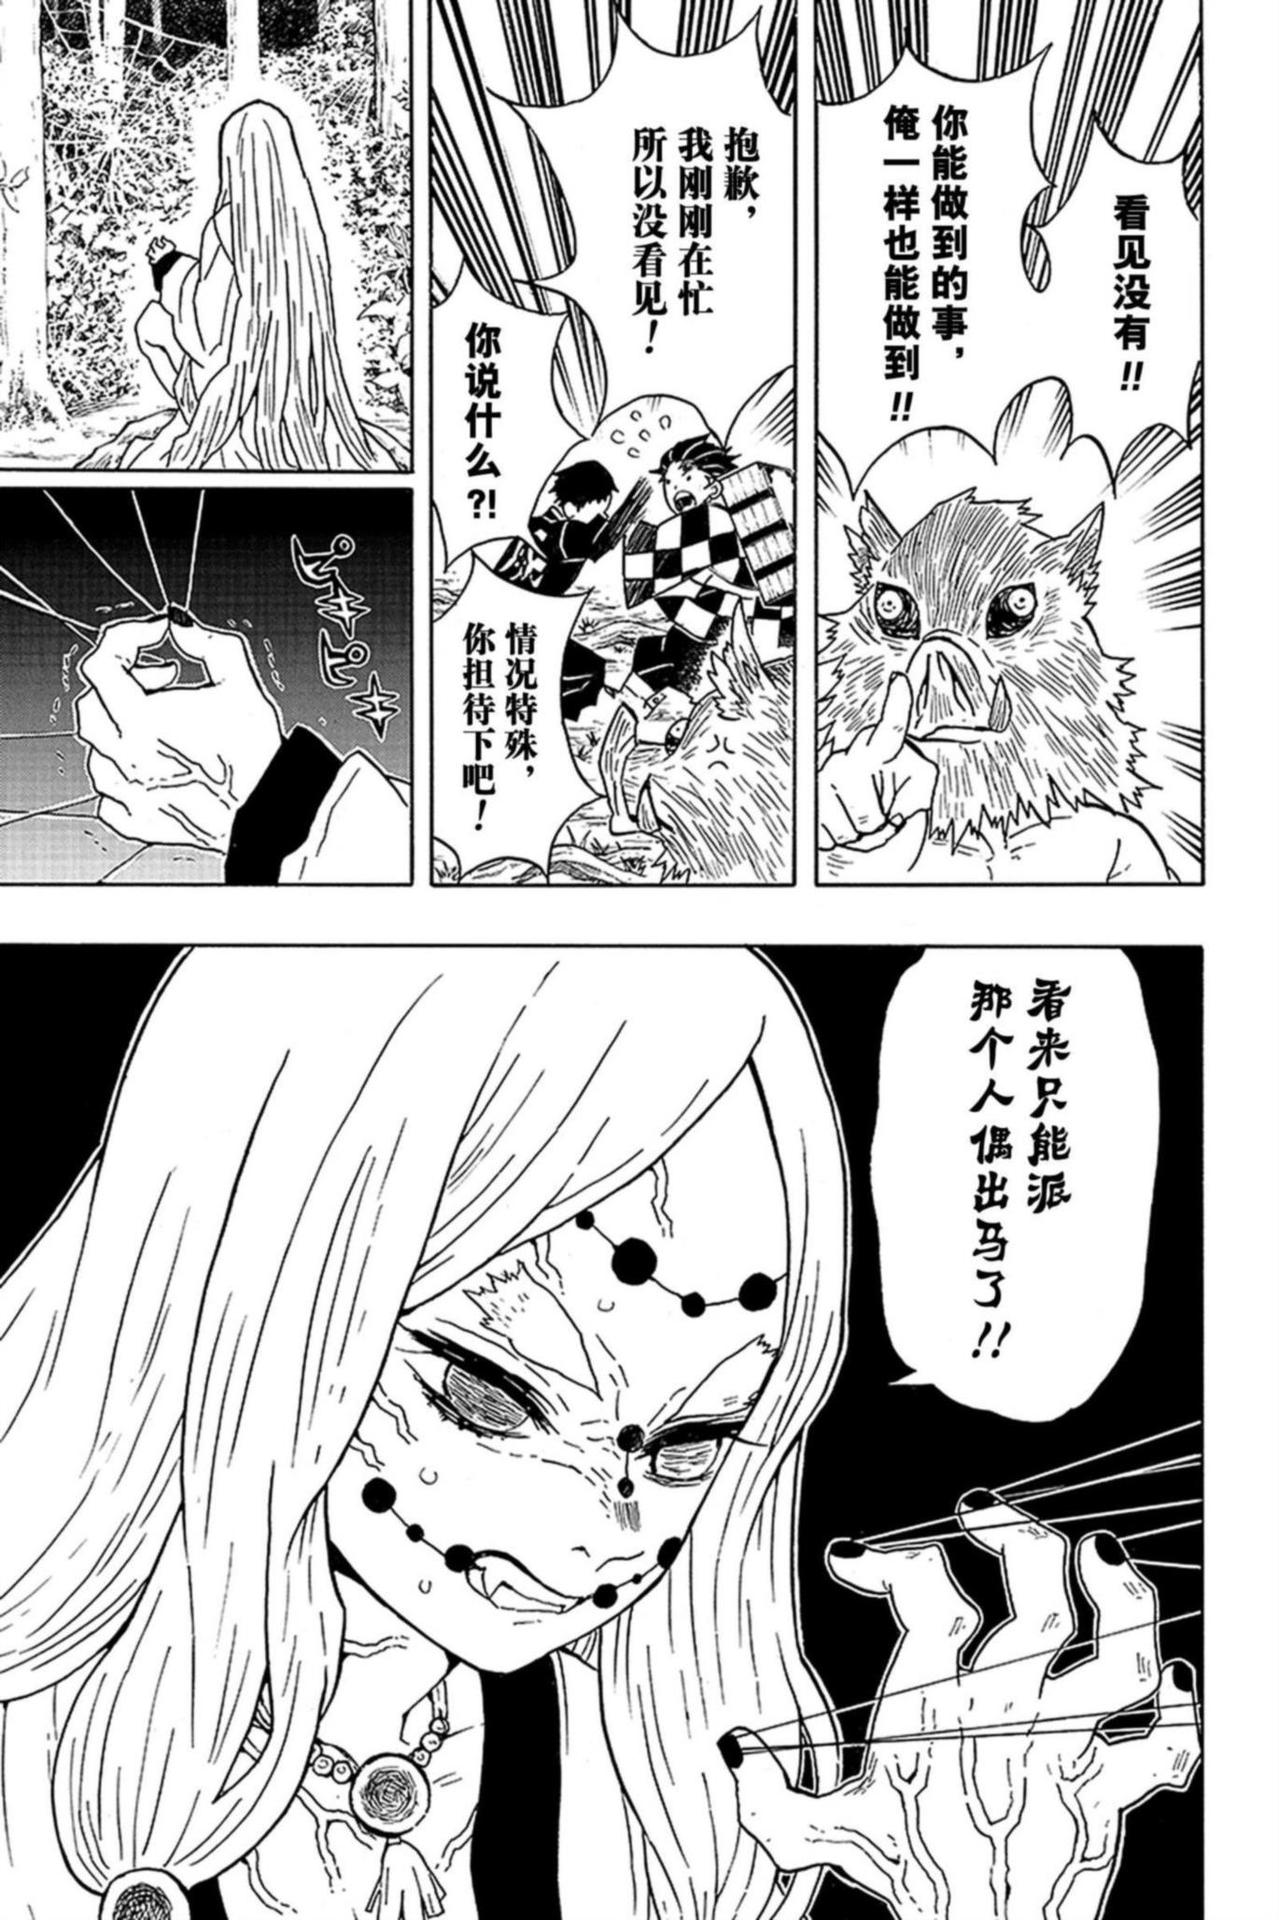 看见没有!!
你能做到的事，
俺一样也能做到!!
抱歉，
我刚刚在忙
所以没看见！
你说什么?!
情况特殊，
你担待下吧！
ピキピキ
看来只能派
那个人偶出马了!!